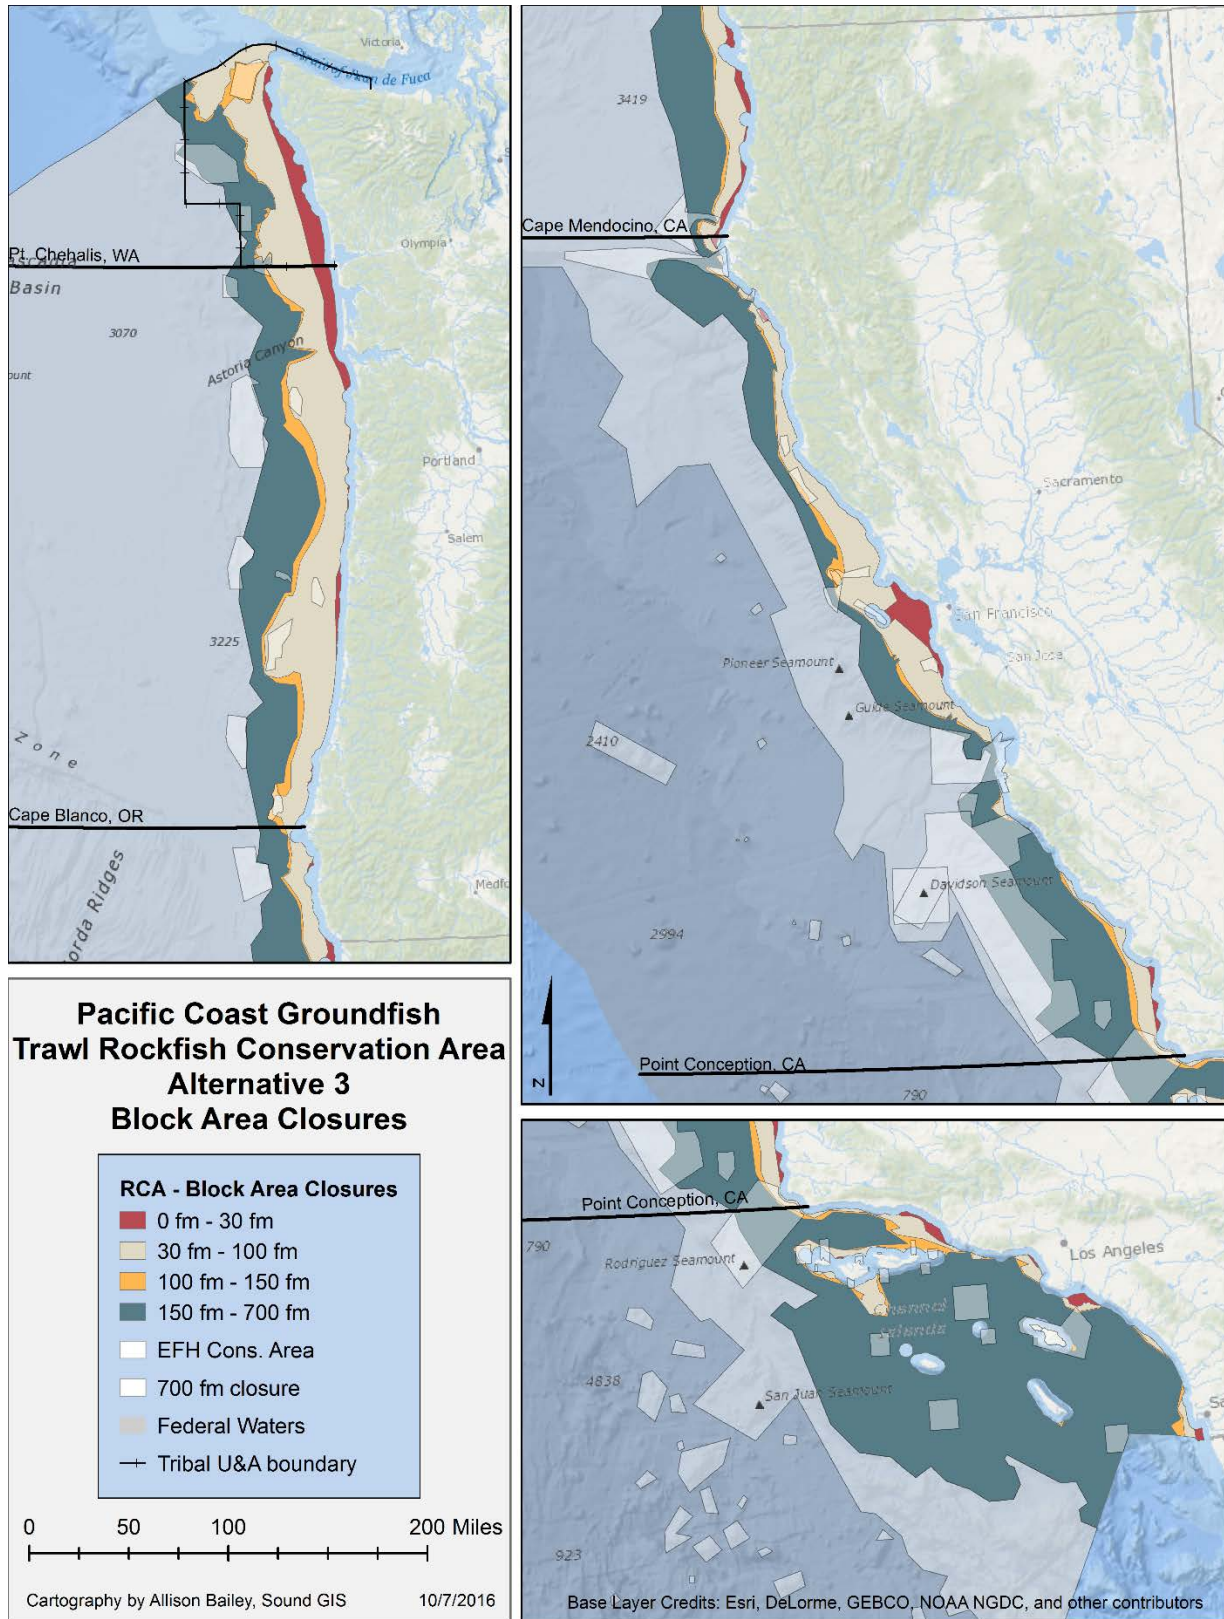 Victoria
Strait of Juan de Fuca
Olympia
Pt. Chehalis, WA
Basin
3070
Astoria Canyon
ount
Portland
Salem
3225
Zone
Cape Blanco, OR
Medfo
orda Ridges
3419
Cape Mendocino, CA
Sacramento
San Francisco
San Jose
Pioneer Seamount
Guide Seamount
2410
Davidson Seamount
2994
N
Point Conception, CA
790
Pacific Coast Groundfish
Trawl Rockfish Conservation Area
Alternative 3
Block Area Closures
RCA - Block Area Closures
0 fm - 30 fm
30 fm - 100 fm
100 fm - 150 fm
150 fm - 700 fm
EFH Cons. Area
700 fm closure
Federal Waters
Tribal U&A boundary
0 50 100 200 Miles
Cartography by Allison Bailey, Sound GIS 10/7/2016
Point Conception, CA
790
Rodriguez Seamount
Los Angeles
Channel
Islands
4838
San Juan Seamount
Sa
923
Base Layer Credits: Esri, DeLorme, GEBCO, NOAA NGDC, and other contributors